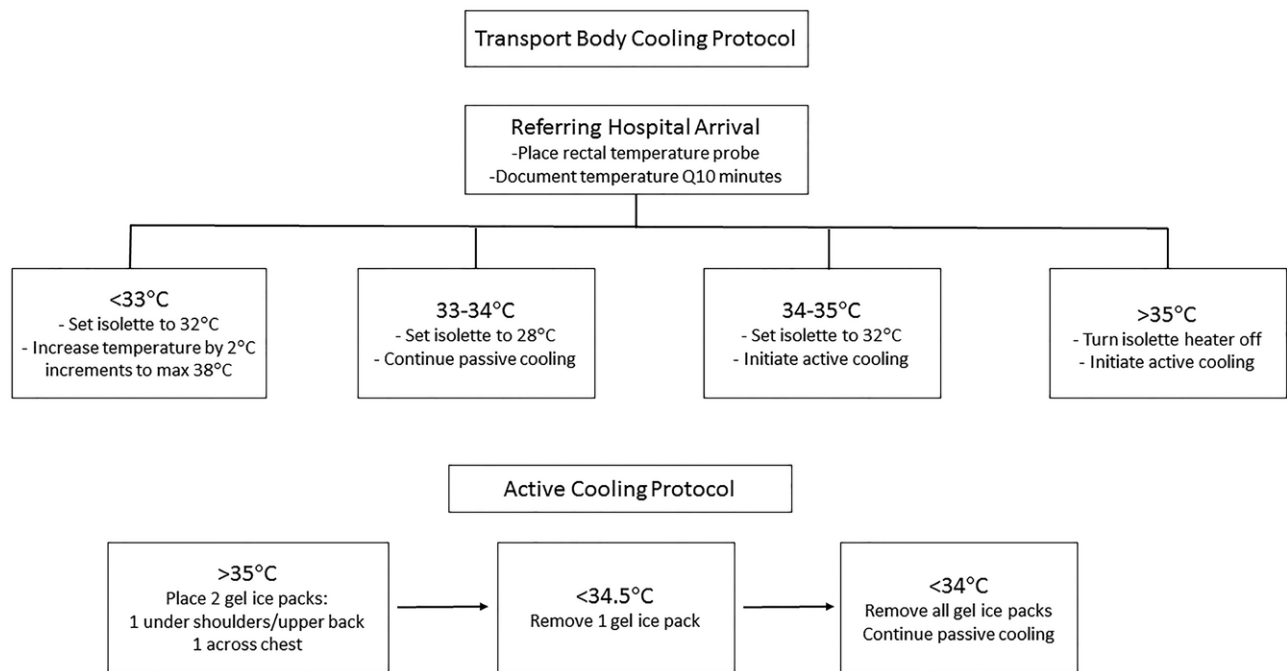 Transport Body Cooling Protocol
Referring Hospital Arrival
-Place rectal temperature probe
-Document temperature Q10 minutes
<33°C
- Set isolette to 32°C
- Increase temperature by 2°C
increments to max 38°C
33-34°C
- Set isolette to 28°C
- Continue passive cooling
34-35°C
- Set isolette to 32°C
- Initiate active cooling
>35°C
- Turn isolette heater off
- Initiate active cooling
Active Cooling Protocol
>35°C
Place 2 gel ice packs:
1 under shoulders/upper back
1 across chest
<34.5°C
Remove 1 gel ice pack
<34°C
Remove all gel ice packs
Continue passive cooling